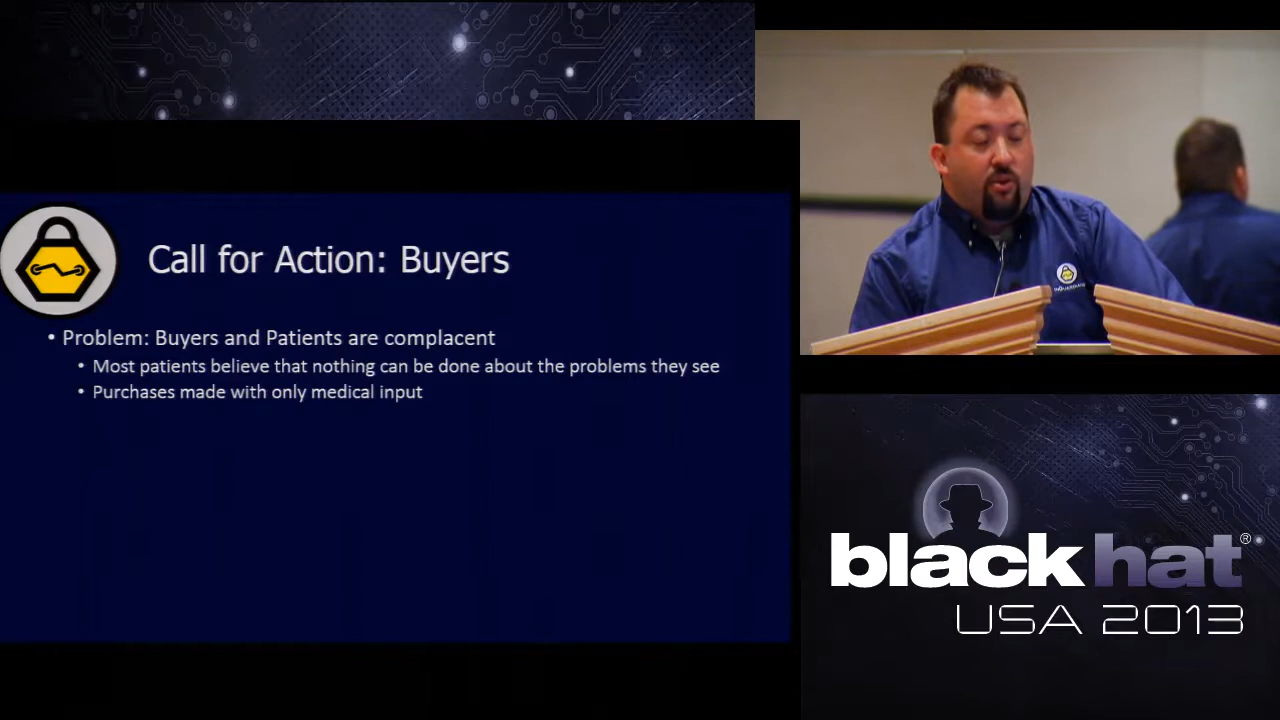 Call for Action: Buyers
• Problem: Buyers and Patients are complacent
• Most patients believe that nothing can be done about the problems they see
• Purchases made with only medical input
INGUARDIANS
black hat®
USA 2013